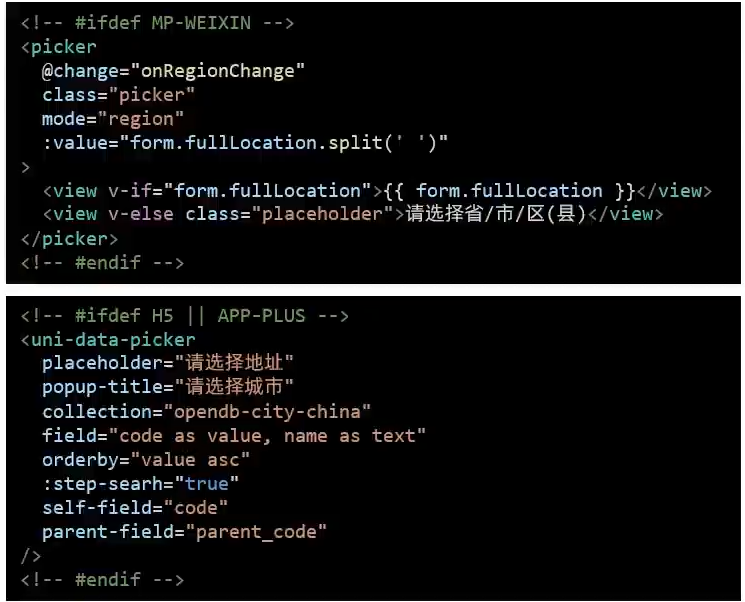 <!-- #ifdef MP-WEIXIN -->
<picker
@change="onRegionChange"
class="picker"
mode="region"
:value="form.fullLocation.split(' ')"
>
<view v-if="form.fullLocation">{{ form.fullLocation }}</view>
<view v-else class="placeholder">请选择省/市/区(县)</view>
</picker>
<!-- #endif -->
<!-- #ifdef H5 || APP-PLUS -->
<uni-data-picker
placeholder="请选择地址"
popup-title="请选择城市"
collection="opendb-city-china"
field="code as value, name as text"
orderby="value asc"
:step-searh="true"
self-field="code"
parent-field="parent_code"
/>
<!-- #endif -->